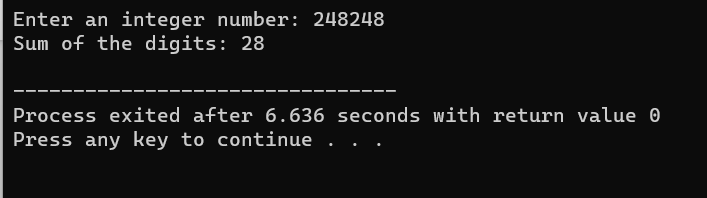 Enter an integer number: 248248
Sum of the digits: 28
--------------------------------
Process exited after 6.636 seconds with return value 0
Press any key to continue . . .